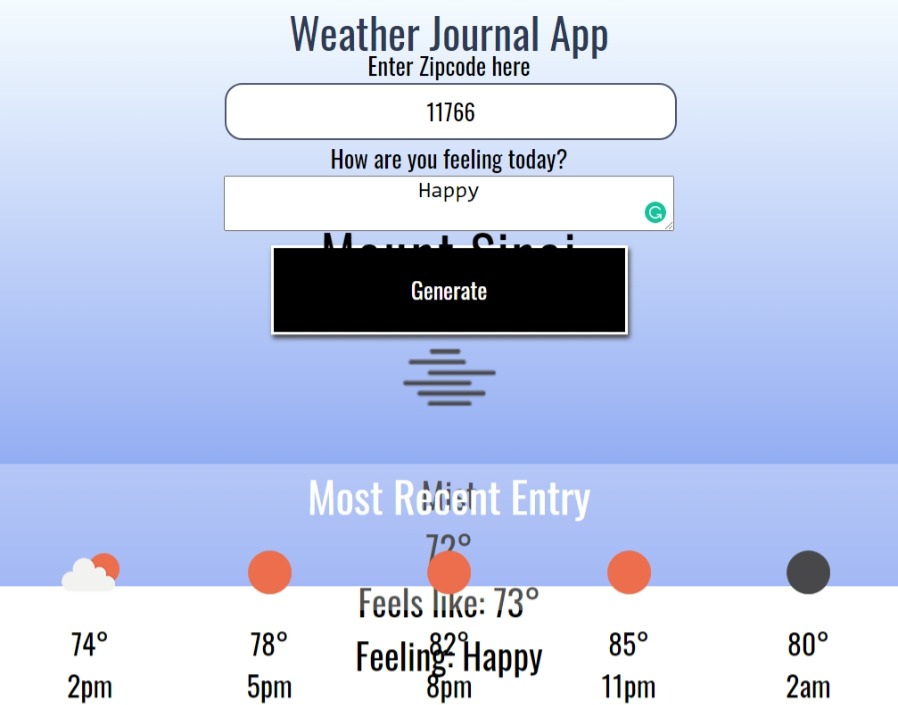 Weather Journal App
Enter Zipcode here
11766
How are you feeling today?
Happy
Mount Sinai
Generate
Most Recent Entry
Mist
72°
Feels like: 73°
74° 78° 82° 85° 80°
Feeling: Happy
2pm 5pm 8pm 11pm 2am